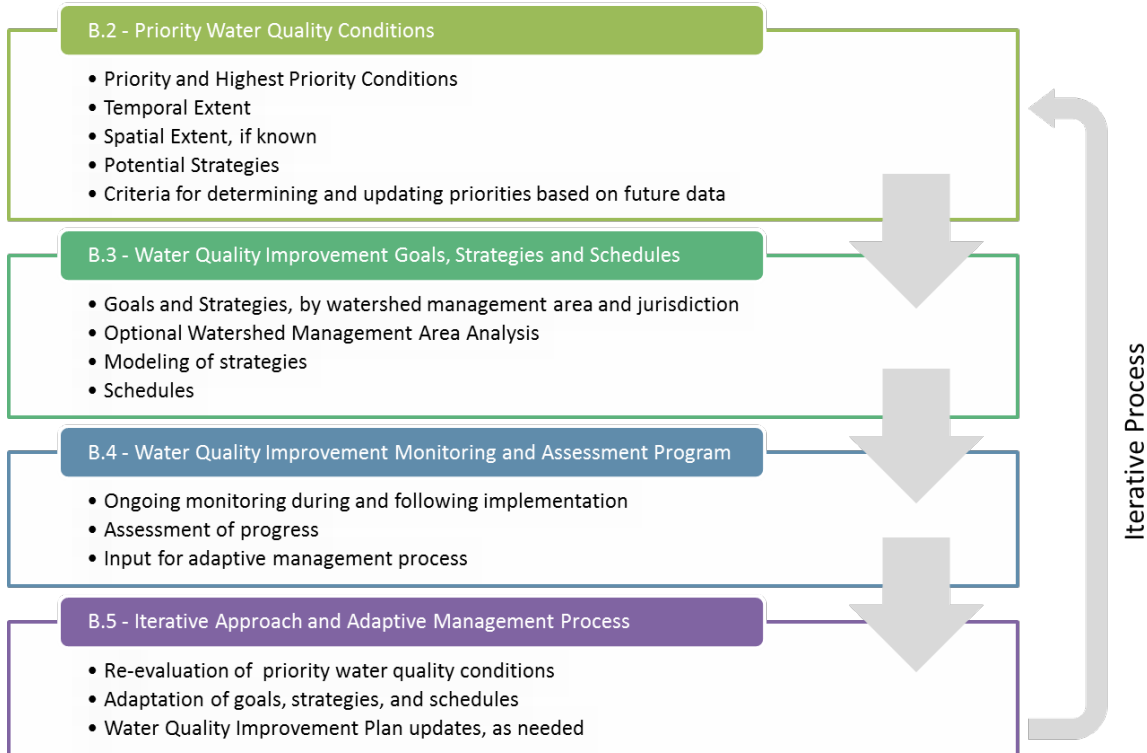 B.2 - Priority Water Quality Conditions
• Priority and Highest Priority Conditions
• Temporal Extent
• Spatial Extent, if known
• Potential Strategies
• Criteria for determining and updating priorities based on future data
B.3 - Water Quality Improvement Goals, Strategies and Schedules
• Goals and Strategies, by watershed management area and jurisdiction
• Optional Watershed Management Area Analysis
• Modeling of strategies
• Schedules
B.4 - Water Quality Improvement Monitoring and Assessment Program
• Ongoing monitoring during and following implementation
• Assessment of progress
• Input for adaptive management process
B.5 - Iterative Approach and Adaptive Management Process
• Re-evaluation of priority water quality conditions
• Adaptation of goals, strategies, and schedules
• Water Quality Improvement Plan updates, as needed
Iterative Process